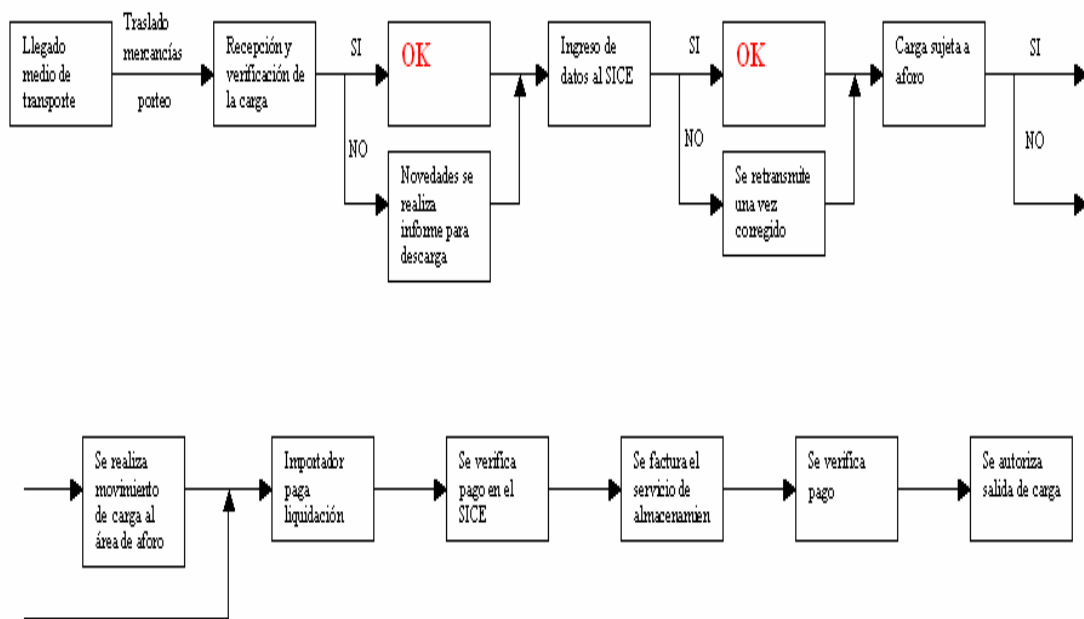 Llegado
medio de
transporte
Traslado
mercancías
porteo
Recepción y
verificación de
la carga
SI
OK
NO
Novedades se
realiza
informe para
descarga
Ingreso de
datos al SICE
SI
OK
NO
Se retransmite
una vez
corregido
Carga sujeta a
aforo
SI
NO
Se realiza
movimiento
de carga al
área de aforo
Importador
paga
liquidación
Se verifica
pago en el
SICE
Se factura el
servicio de
almacenamien
Se verifica
pago
Se autoriza
salida de carga